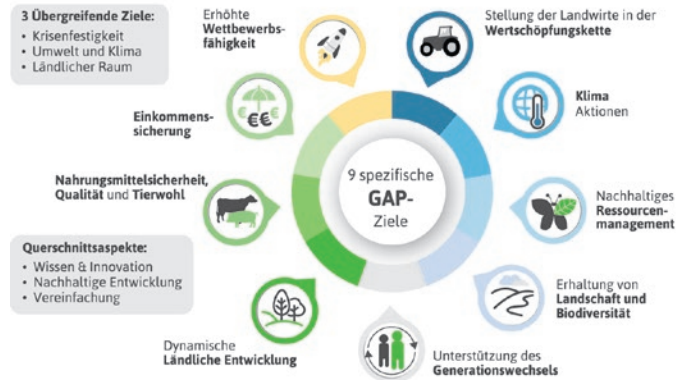 3 Übergreifende Ziele:
• Krisenfestigkeit
• Umwelt und Klima
• Ländlicher Raum
Erhöhte
Wettbewerbs-
fähigkeit
Stellung der Landwirte in der
Wertschöpfungskette
Einkommens-
sicherung
€€€
€€€
Klima
Aktionen
9 spezifische
GAP-
Ziele
Nahrungsmittelsicherheit,
Qualität und Tierwohl
Nachhaltiges
Ressourcen-
management
Querschnittsaspekte:
• Wissen & Innovation
• Nachhaltige Entwicklung
• Vereinfachung
Erhaltung von
Landschaft und
Biodiversität
Dynamische
Ländliche Entwicklung
Unterstützung des
Generationswechsels